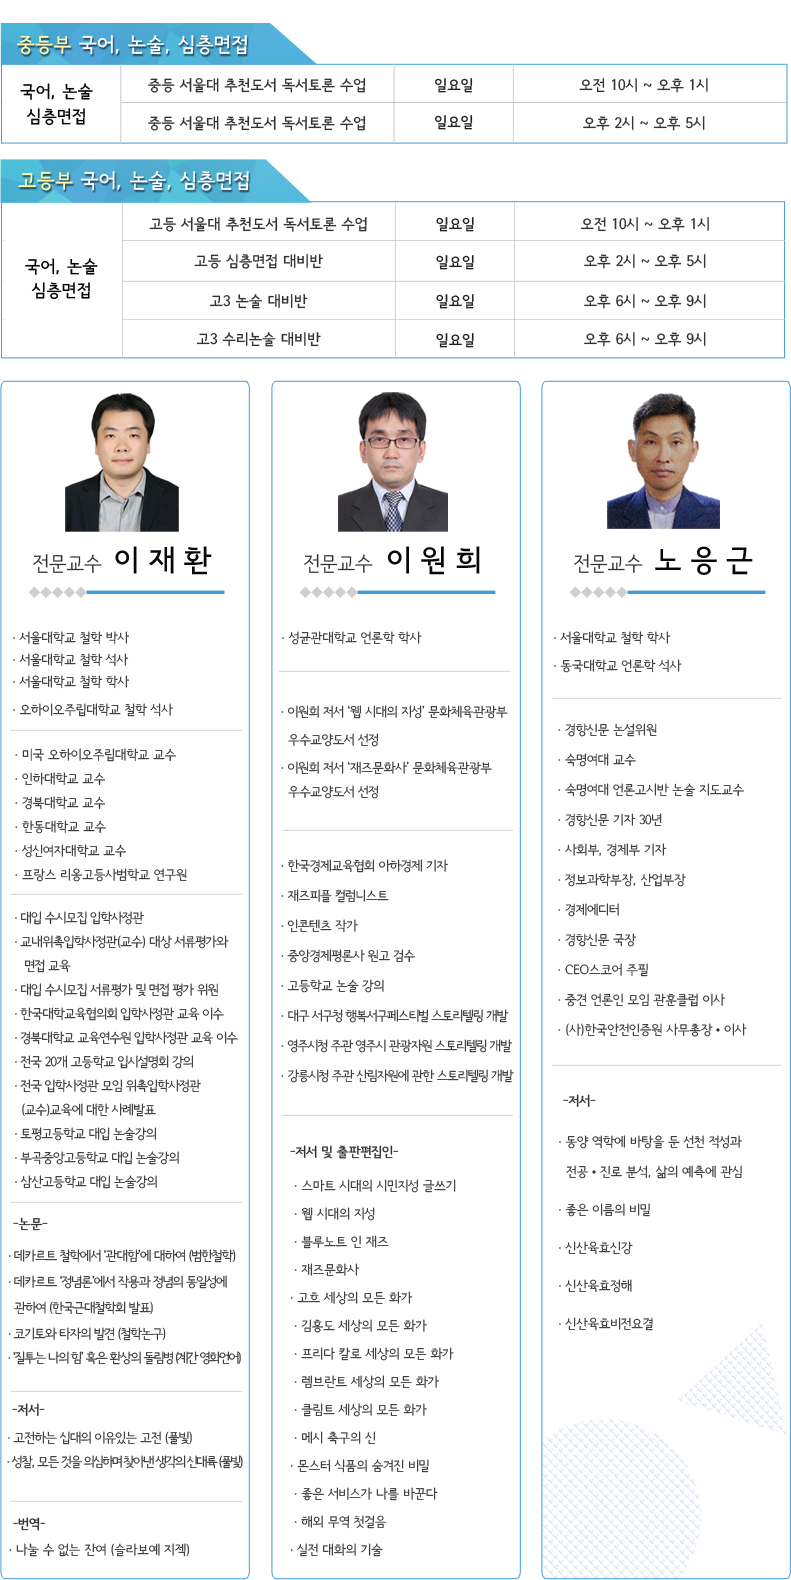 중등부 국어, 논술, 심층면접
국어, 논술
심층면접
중등 서울대 추천도서 독서토론 수업 일요일 오전 10시 ~ 오후 1시
중등 서울대 추천도서 독서토론 수업 일요일 오후 2시 ~ 오후 5시
고등부 국어, 논술, 심층면접
국어, 논술
심층면접
고등 서울대 추천도서 독서토론 수업 일요일 오전 10시 ~ 오후 1시
고등 심층면접 대비반 일요일 오후 2시 ~ 오후 5시
고3 논술 대비반 일요일 오후 6시 ~ 오후 9시
고3 수리논술 대비반 일요일 오후 6시 ~ 오후 9시
전문교수 이재환
· 서울대학교 철학 박사
· 서울대학교 철학 석사
· 서울대학교 철학 학사
· 오하이오주립대학교 철학 석사
· 미국 오하이오주립대학교 교수
· 인하대학교 교수
· 경북대학교 교수
· 한동대학교 교수
· 성신여자대학교 교수
· 프랑스 리옹고등사범학교 연구원
· 대입 수시모집 입학사정관
· 교내위촉입학사정관(교수) 대상 서류평가와
면접 교육
· 대입 수시모집 서류평가 및 면접 평가 위원
· 한국대학교육협의회 입학사정관 교육 이수
· 경북대학교 교육연수원 입학사정관 교육 이수
· 전국 20개 고등학교 입시설명회 강의
· 전국 입학사정관 모임 위촉입학사정관
(교수)교육에 대한 사례발표
· 토평고등학교 대입 논술강의
· 부곡중앙고등학교 대입 논술강의
· 삼산고등학교 대입 논술강의
-논문-
· 데카르트 철학에서 '관대함'에 대하여 (범한철학)
· 데카르트 '정념론'에서 작용과 정념의 동일성에
관하여 (한국근대철학회 발표)
· 코기토와 타자의 발견 (철학논구)
· '질투는 나의 힘' 혹은 환상의 돌림병 (계간 영화언어)
-저서-
· 고전하는 십대의 이유있는 고전 (풀빛)
· 성찰, 모든 것을 의심하며 찾아낸 생각의 신대륙 (풀빛)
-번역-
· 나눌 수 없는 잔여 (슬라보예 지젝)
전문교수 이원희
· 성균관대학교 언론학 학사
· 이원희 저서 '웹 시대의 지성' 문화체육관광부
우수교양도서 선정
· 이원희 저서 '재즈문화사' 문화체육관광부
우수교양도서 선정
· 한국경제교육협회 아하경제 기자
· 재즈피플 컬럼니스트
· 인콘텐츠 작가
· 중앙경제평론사 원고 검수
· 고등학교 논술 강의
· 대구 서구청 행복서구페스티벌 스토리텔링 개발
· 영주시청 주관 영주시 관광자원 스토리텔링 개발
· 강릉시청 주관 산림자원에 관한 스토리텔링 개발
-저서 및 출판편집인-
· 스마트 시대의 시민지성 글쓰기
· 웹 시대의 지성
· 블루노트 인 재즈
· 재즈문화사
· 고흐 세상의 모든 화가
· 김홍도 세상의 모든 화가
· 프리다 칼로 세상의 모든 화가
· 렘브란트 세상의 모든 화가
· 클림트 세상의 모든 화가
· 메시 축구의 신
· 몬스터 식품의 숨겨진 비밀
· 좋은 서비스가 나를 바꾼다
· 해외 무역 첫걸음
· 실전 대화의 기술
전문교수 노응근
· 서울대학교 철학 학사
· 동국대학교 언론학 석사
· 경향신문 논설위원
· 숙명여대 교수
· 숙명여대 언론고시반 논술 지도교수
· 경향신문 기자 30년
· 사회부, 경제부 기자
· 정보과학부장, 산업부장
· 경제에디터
· 경향신문 국장
· CEO스코어 주필
· 중견 언론인 모임 관훈클럽 이사
· (사)한국안전인증원 사무총장•이사
-저서-
· 동양 역학에 바탕을 둔 선천 적성과
전공•진로 분석, 삶의 예측에 관심
· 좋은 이름의 비밀
· 신산육효신강
· 신산육효정해
· 신산육효비전요결